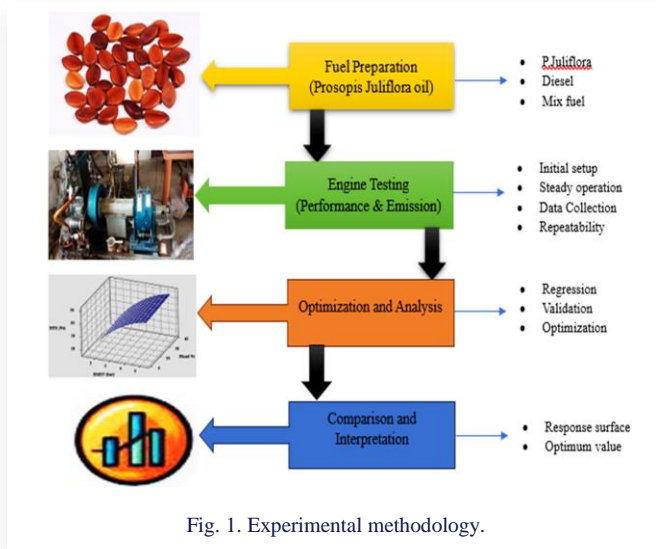 Fuel Preparation
(Prosopis Juliflora oil)
• P.Juliflora
• Diesel
• Mix fuel
Engine Testing
(Performance & Emission)
• Initial setup
• Steady operation
• Data Collection
• Repeatability
Optimization and Analysis
• Regression
• Validation
• Optimization
Comparison and
Interpretation
• Response surface
• Optimum value
Fig. 1. Experimental methodology.